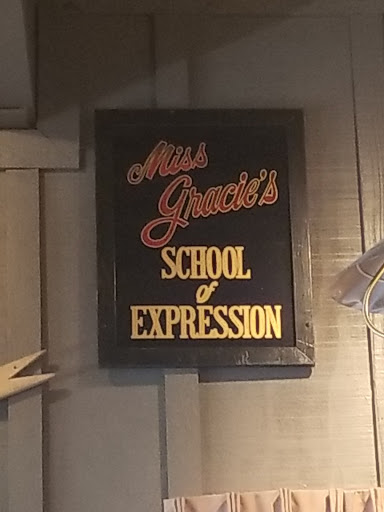 Miss
Gracie's
SCHOOL
of
EXPRESSION